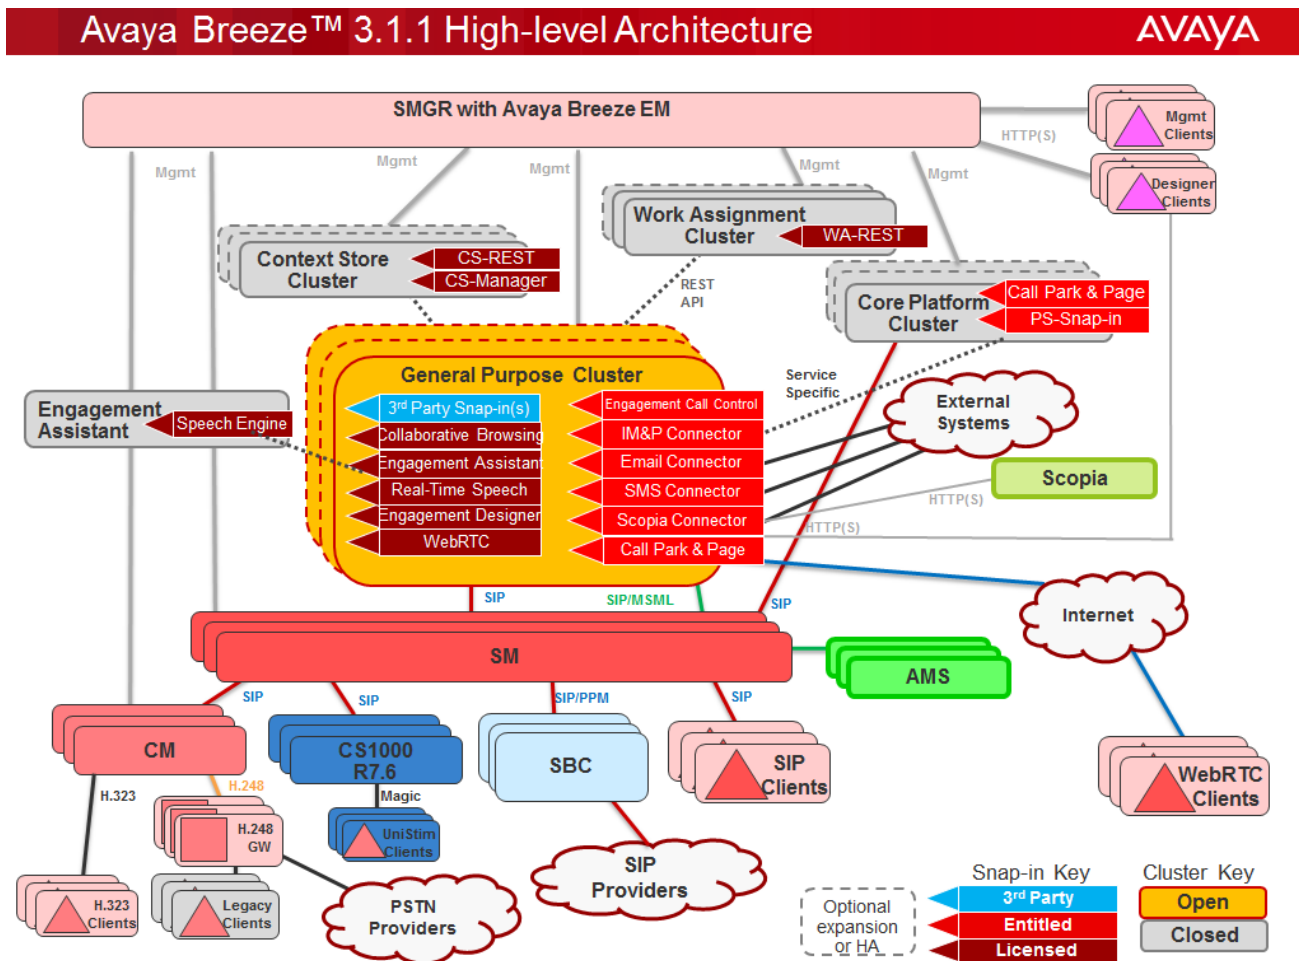 Avaya Breeze™ 3.1.1 High-level Architecture
AVAYA
SMGR with Avaya Breeze EM
Mgmt
Clients
HTTP(S)
Designer
Clients
Mgmt
Mgmt
Mgmt
Mgmt
Mgmt
Work Assignment
Cluster
WA-REST
Context Store
Cluster
CS-REST
CS-Manager
REST
API
Core Platform
Cluster
Call Park & Page
PS-Snap-in
General Purpose Cluster
Service
Specific
Engagement
Assistant
Speech Engine
3rd Party Snap-in(s)
Collaborative Browsing
Engagement Assistant
Real-Time Speech
Engagement Designer
WebRTC
Engagement Call Control
IM&P Connector
Email Connector
SMS Connector
Scopia Connector
Call Park & Page
External
Systems
Scopia
HTTP(S)
HTTP(S)
SIP
SIP/MSML
SIP
Internet
SM
AMS
SIP
SIP
SIP/PPM
SIP
CM
CS1000
R7.6
SBC
SIP
Clients
WebRTC
Clients
H.323
H.248
Magic
H.248
GW
UniStim
Clients
SIP
Providers
H.323
Clients
Legacy
Clients
PSTN
Providers
Optional
expansion
or HA
Snap-in Key
3rd Party
Entitled
Licensed
Cluster Key
Open
Closed